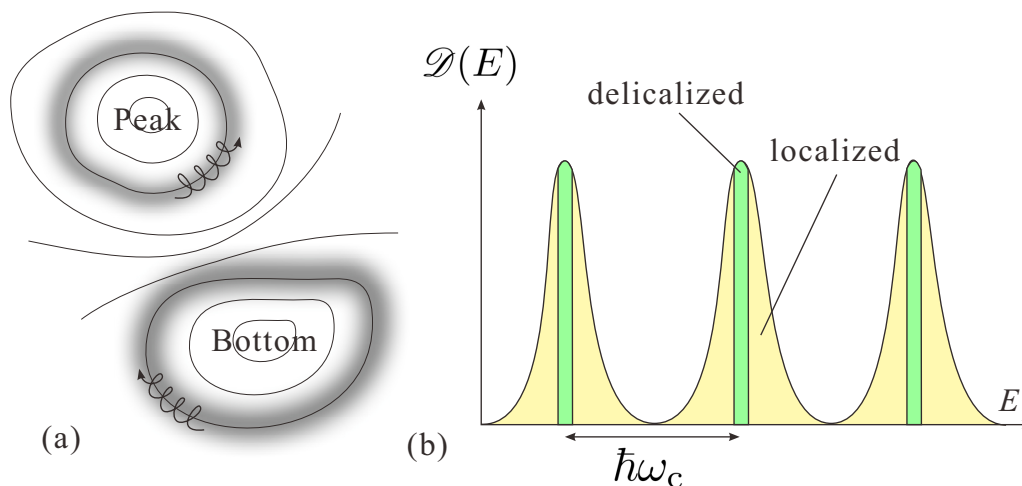 Peak
Bottom
(a)
𝒟(E)
delicalized
localized
E
ħω_c
(b)